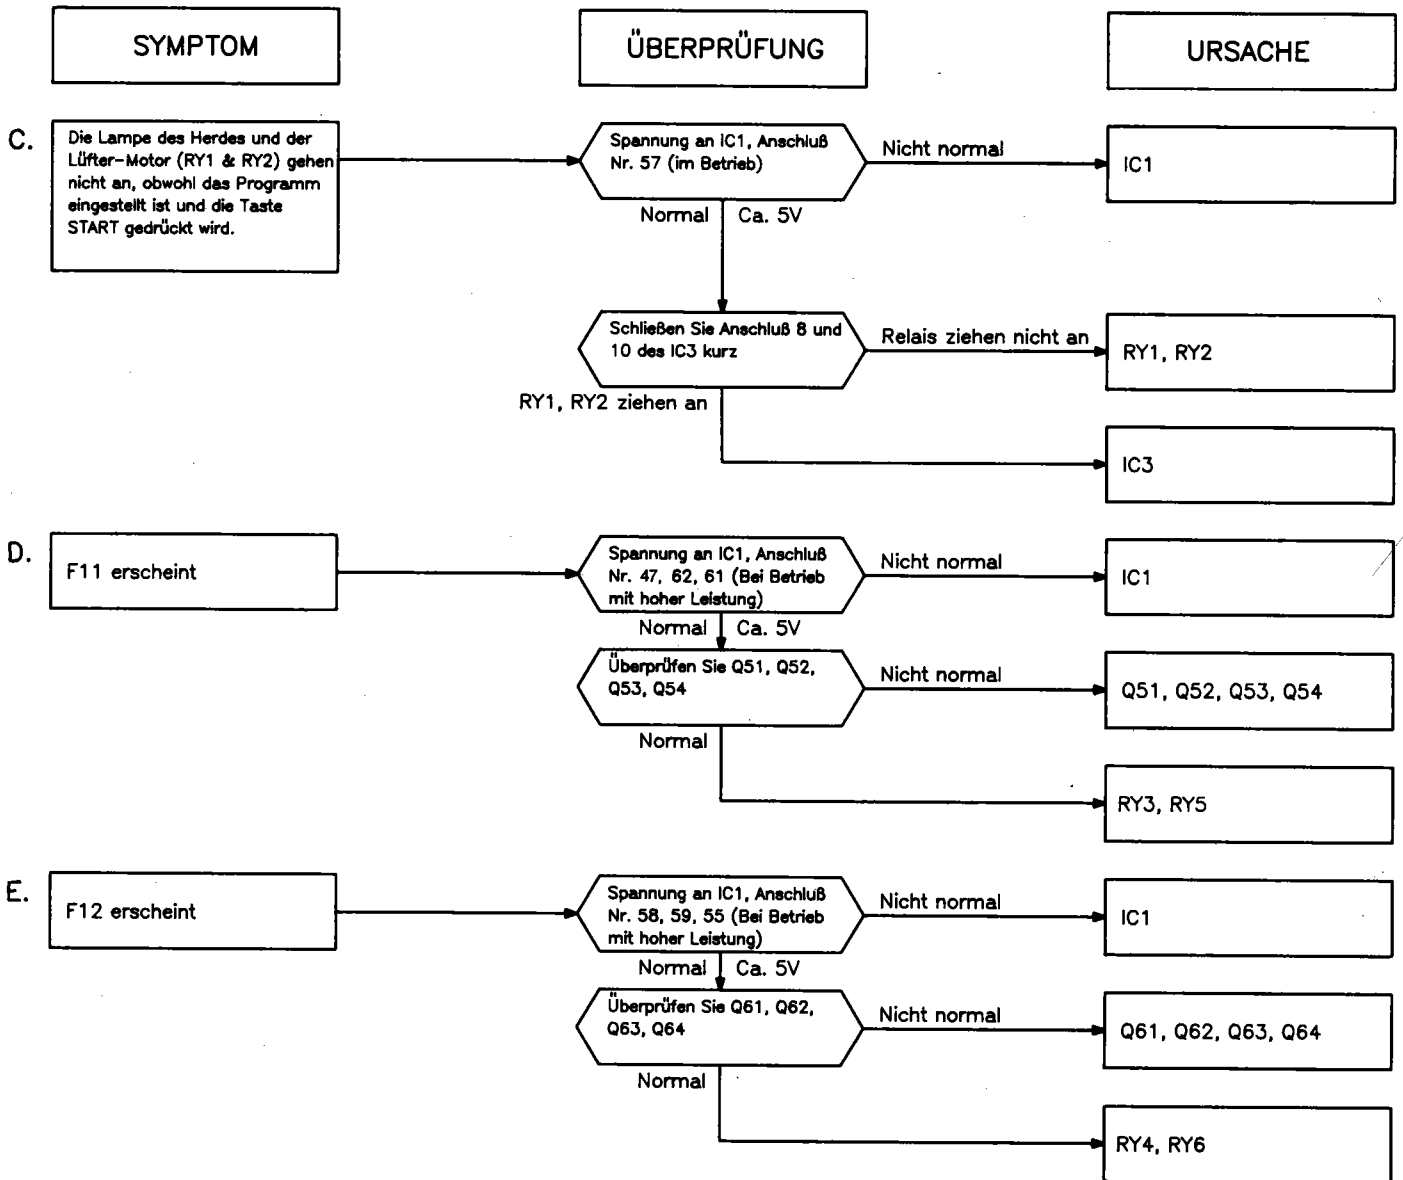 SYMPTOM
ÜBERPRÜFUNG
URSACHE
C.
Die Lampe des Herdes und der
Lüfter-Motor (RY1 & RY2) gehen
nicht an, obwohl das Programm
eingestellt ist und die Taste
START gedrückt wird.
Spannung an IC1, Anschluß
Nr. 57 (im Betrieb)
Nicht normal
IC1
Normal
Ca. 5V
Schließen Sie Anschluß 8 und
10 des IC3 kurz
Relais ziehen nicht an
RY1, RY2
RY1, RY2 ziehen an
IC3
D.
F11 erscheint
Spannung an IC1, Anschluß
Nr. 47, 62, 61 (Bei Betrieb
mit hoher Leistung)
Nicht normal
IC1
Normal
Ca. 5V
Überprüfen Sie Q51, Q52,
Q53, Q54
Nicht normal
Q51, Q52, Q53, Q54
Normal
RY3, RY5
E.
F12 erscheint
Spannung an IC1, Anschluß
Nr. 58, 59, 55 (Bei Betrieb
mit hoher Leistung)
Nicht normal
IC1
Normal
Ca. 5V
Überprüfen Sie Q61, Q62,
Q63, Q64
Nicht normal
Q61, Q62, Q63, Q64
Normal
RY4, RY6